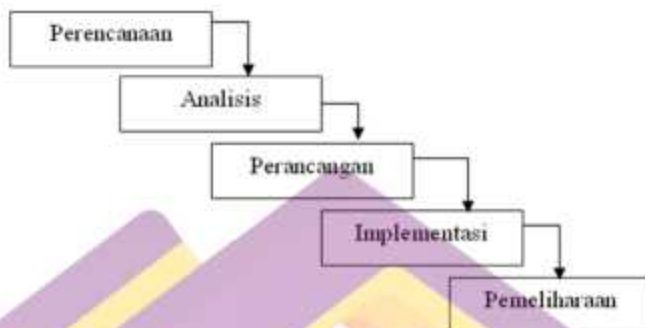 Perencanaan
Analisis
Perancangan
Implementasi
Pemeliharaan